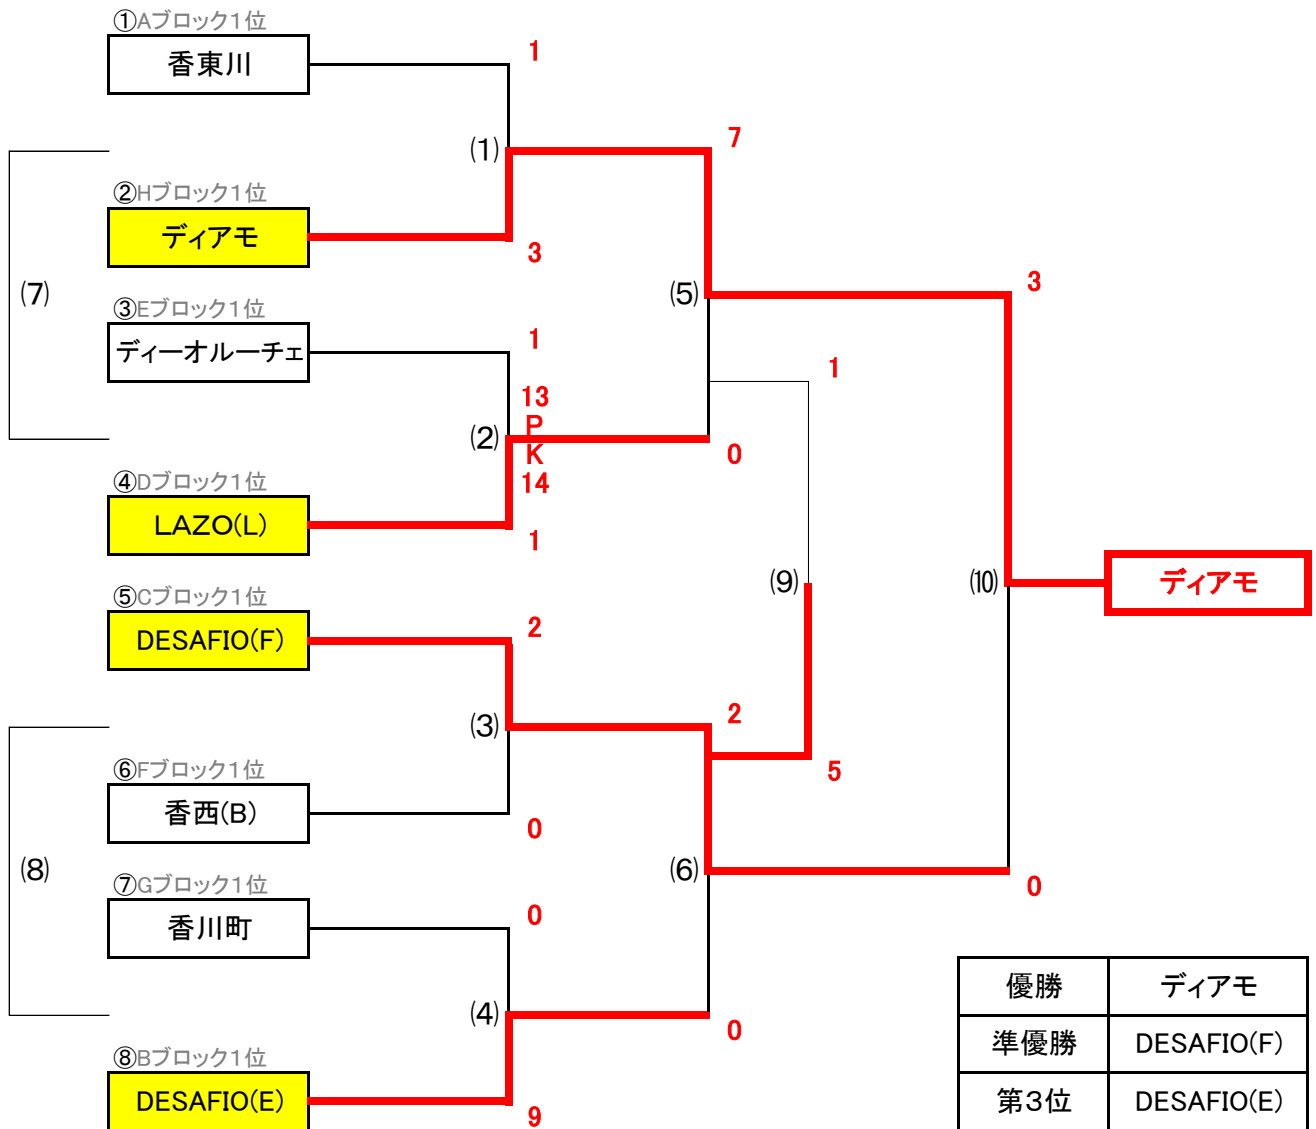 ①Aブロック1位
香東川
1
(1)
7
②Hブロック1位
ディアモ
3
(7)
(5)
3
③Eブロック1位
ディーオルーチェ
1
1
13
P
K
14
(2)
0
④Dブロック1位
LAZO(L)
1
(9)
(10)
ディアモ
⑤Cブロック1位
DESAFIO(F)
2
(3)
2
5
⑥Fブロック1位
香西(B)
0
(8)
(6)
0
⑦Gブロック1位
香川町
0
(4)
0
⑧Bブロック1位
DESAFIO(E)
9
優勝 ディアモ
準優勝 DESAFIO(F)
第3位 DESAFIO(E)